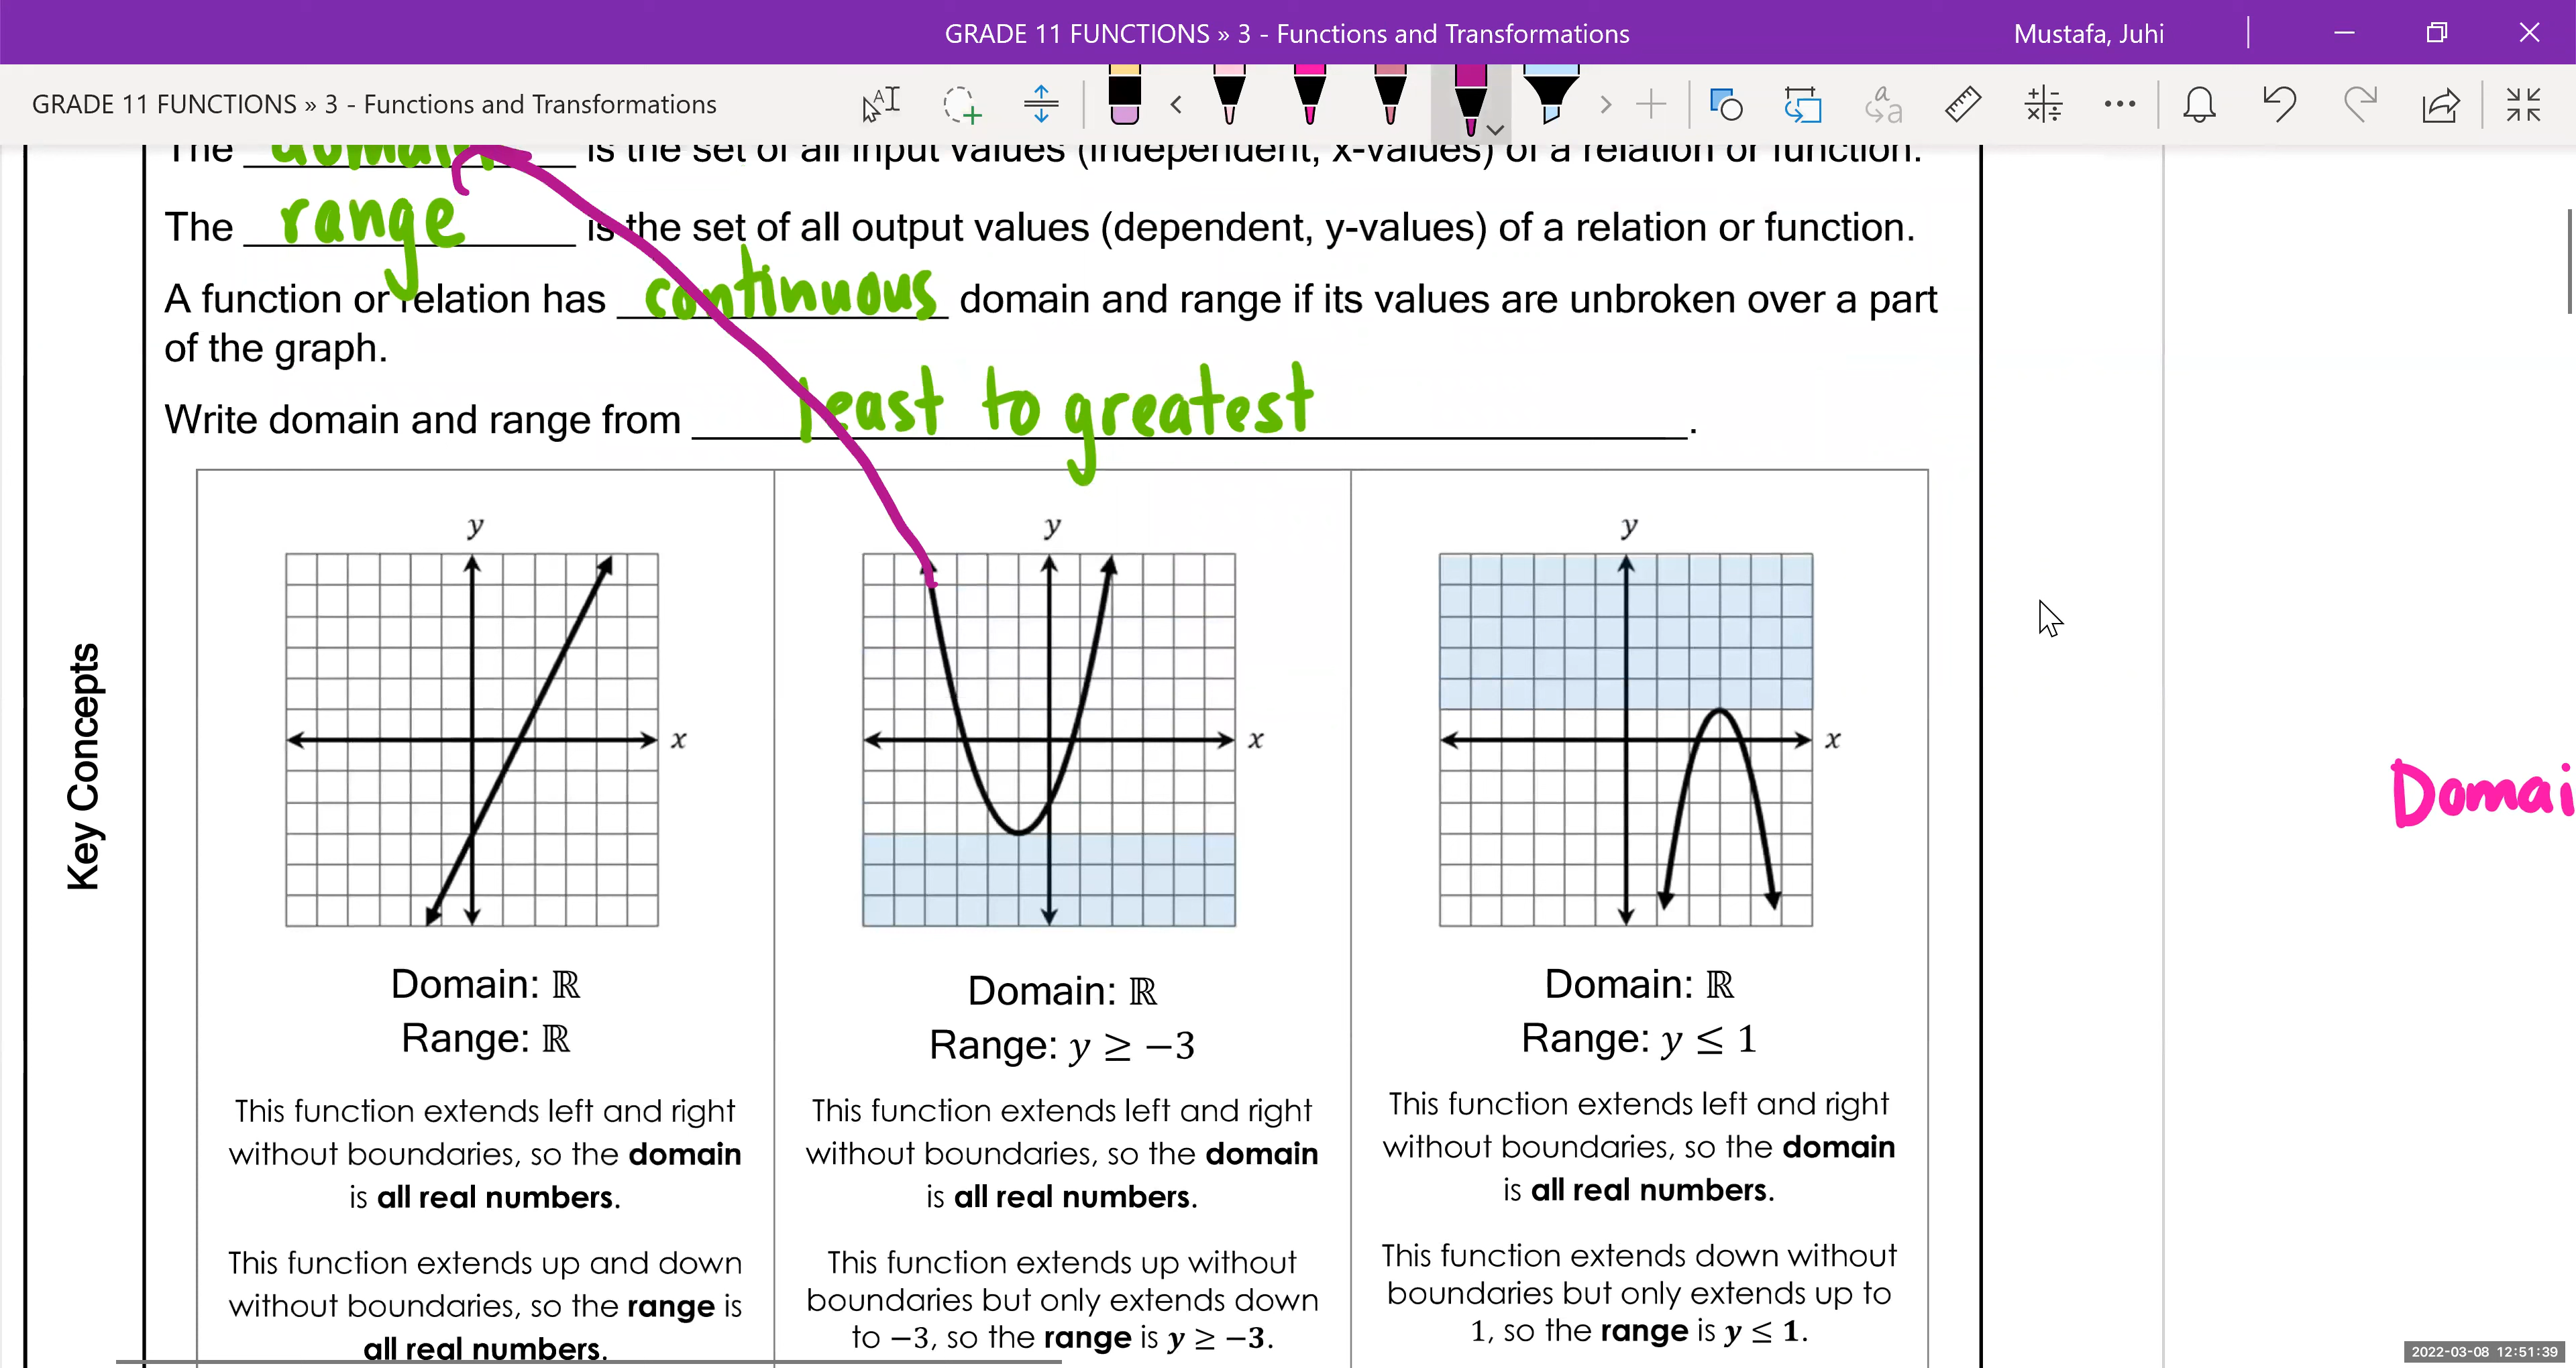 GRADE 11 FUNCTIONS » 3 - Functions and Transformations
Mustafa, Juhi
GRADE 11 FUNCTIONS » 3 - Functions and Transformations
The domain is the set of all input values (independent, x-values) of a relation or function.
The range is the set of all output values (dependent, y-values) of a relation or function.
A function or relation has continuous domain and range if its values are unbroken over a part
of the graph.
Write domain and range from least to greatest.
Key Concepts
y
x
Domain: ℝ
Range: ℝ
This function extends left and right
without boundaries, so the domain
is all real numbers.
This function extends up and down
without boundaries, so the range is
all real numbers.
y
x
Domain: ℝ
Range: y ≥ −3
This function extends left and right
without boundaries, so the domain
is all real numbers.
This function extends up without
boundaries but only extends down
to −3, so the range is y ≥ −3.
y
x
Domain: ℝ
Range: y ≤ 1
This function extends left and right
without boundaries, so the domain
is all real numbers.
This function extends down without
boundaries but only extends up to
1, so the range is y ≤ 1.
Domai
2022-03-08 12:51:39